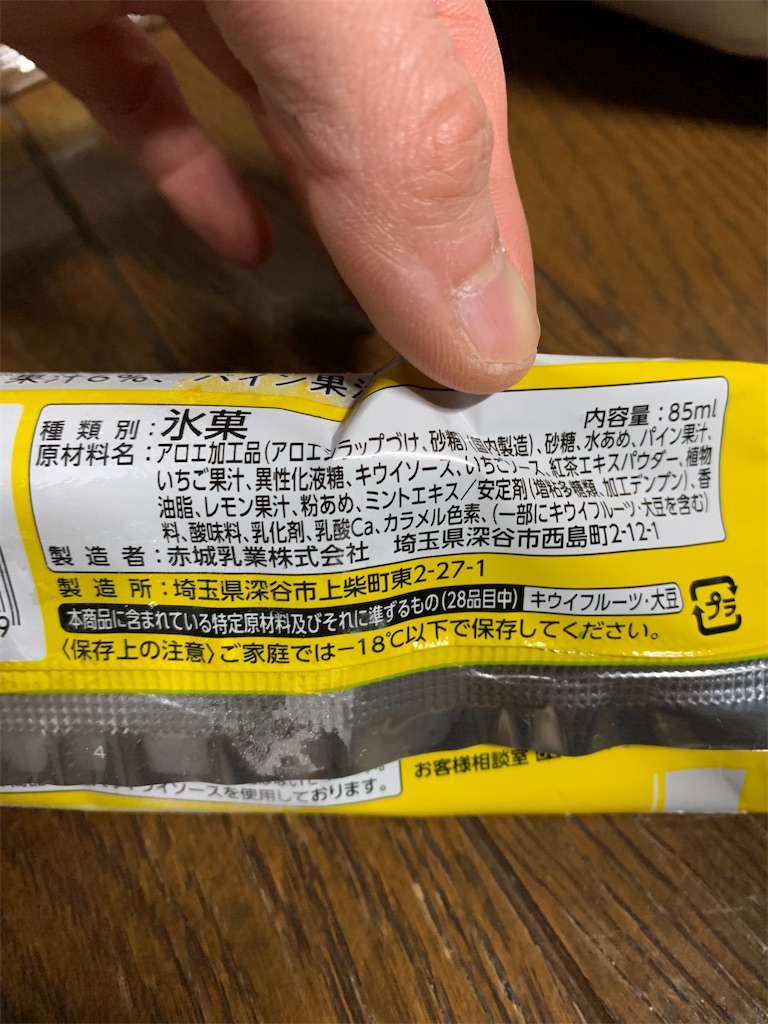 果汁6%、パイン果汁
種類別：氷菓
内容量：85ml
原材料名：アロエ加工品(アロエシラップづけ、砂糖)(国内製造)、砂糖、水あめ、パイン果汁、
いちご果汁、異性化液糖、キウイソース、いちごソース、紅茶エキスパウダー、植物
油脂、レモン果汁、粉あめ、ミントエキス／安定剤(増粘多糖類、加工デンプン)、香
料、酸味料、乳化剤、乳酸Ca、カラメル色素、(一部にキウイフルーツ・大豆を含む)
製造者：赤城乳業株式会社 埼玉県深谷市西島町2-12-1
製造所：埼玉県深谷市上柴町東2-27-1
本商品に含まれている特定原材料及びそれに準ずるもの(28品目中) キウイフルーツ・大豆
プラ
〈保存上の注意〉ご家庭では－18℃以下で保存してください。
9
4
イソースを使用しております。
お客様相談室